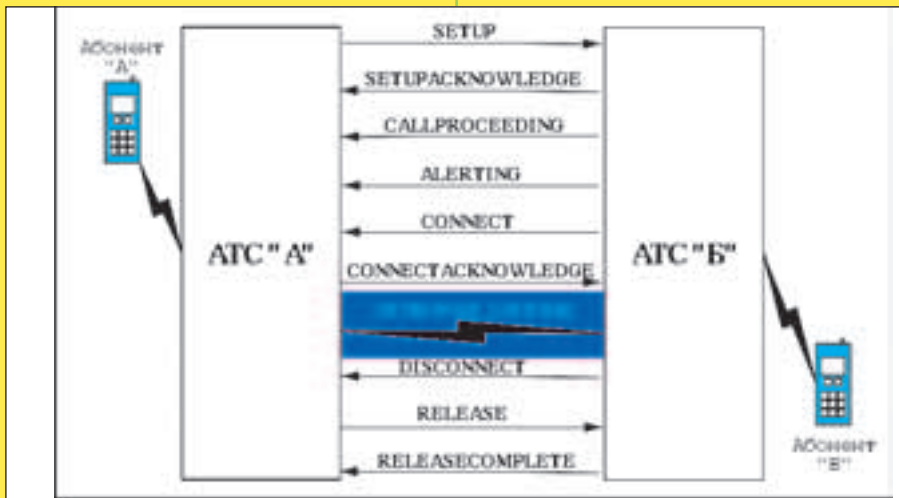 SETUP
Абонент
"А"
SETUPACKNOWLEDGE
CALLPROCEEDING
ALERTING
CONNECT
АТС "А"
АТС "Б"
CONNECTACKNOWLEDGE
DISCONNECT
RELEASE
Абонент
RELEASECOMPLETE